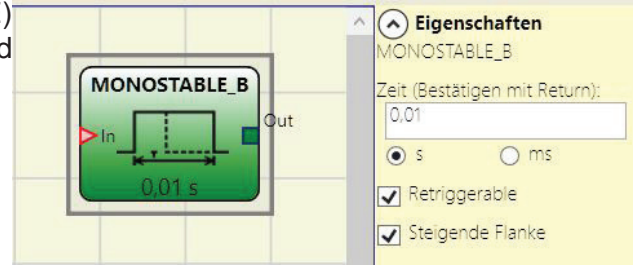 )
d
MONOSTABLE_B
In
Out
T
0,01 s
Eigenschaften
MONOSTABLE_B
Zeit (Bestätigen mit Return):
0,01
s
ms
Retriggerable
Steigende Flanke